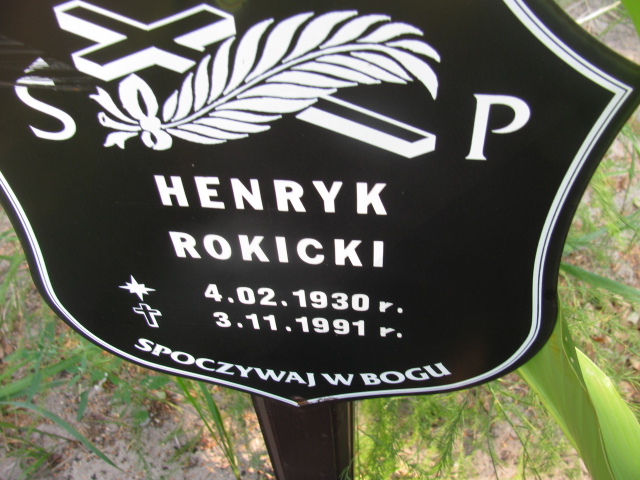 Ś P
HENRYK
ROKICKI
4.02.1930 r.
3.11.1991 r.
SPOCZYWAJ W BOGU